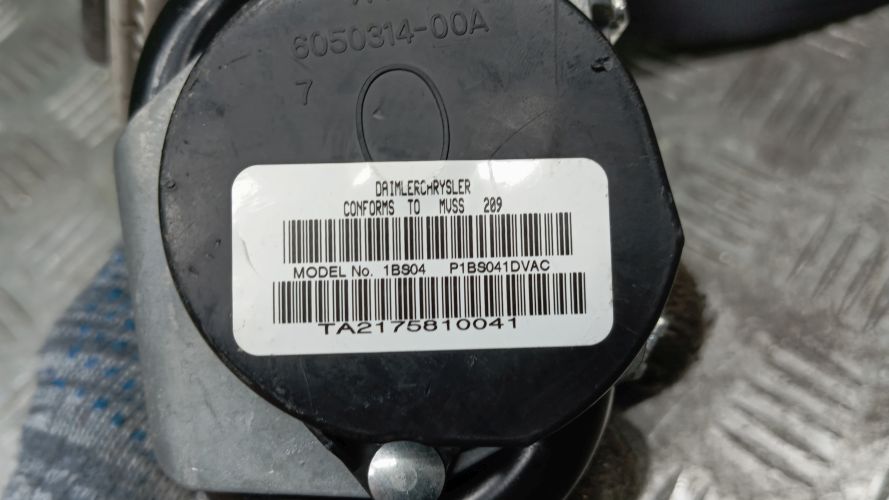 6050314-00A
7
DAIMLERCHRYSLER
CONFORMS TO MVSS 209
MODEL No. 1BS04 P1BS041DVAC
TA2175810041